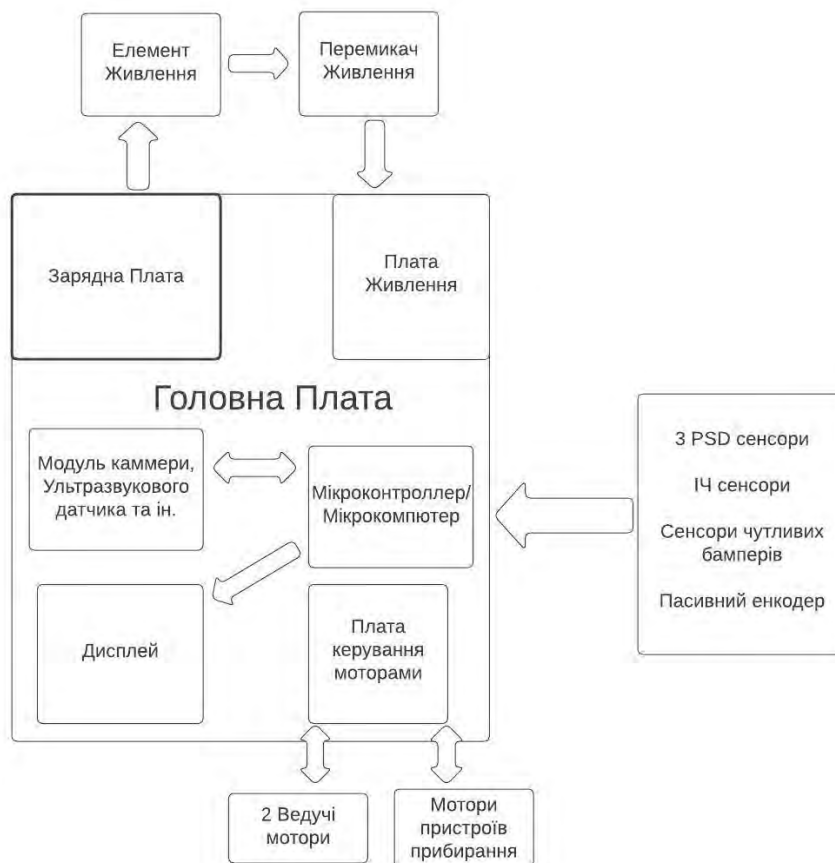 Елемент
Живлення
Перемикач
Живлення
Зарядна Плата
Плата
Живлення
Головна Плата
Модуль каммери,
Ультразвукового
датчика та ін.
Мікроконтроллер/
Мікрокомпютер
3 PSD сенсори
ІЧ сенсори
Сенсори чутливих
бамперів
Пасивний енкодер
Дисплей
Плата
керування
моторами
2 Ведучі
мотори
Мотори
пристроїв
прибирання